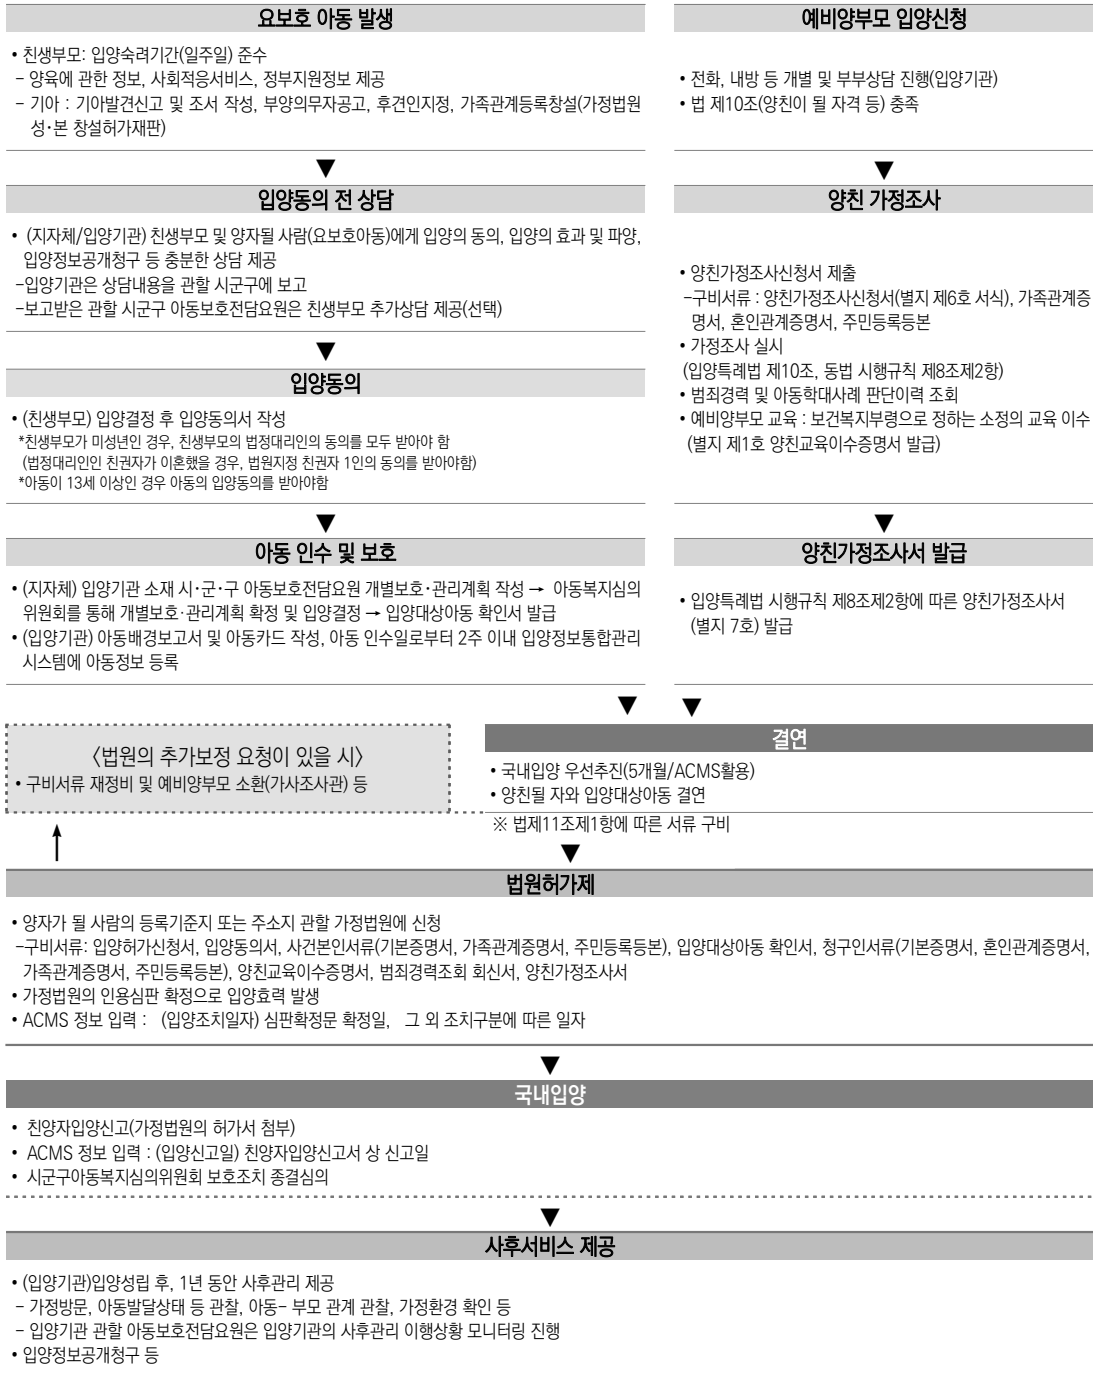 요보호 아동 발생
• 친생부모: 입양숙려기간(일주일) 준수
- 양육에 관한 정보, 사회적응서비스, 정부지원정보 제공
- 기아 : 기아발견신고 및 조서 작성, 부양의무자공고, 후견인지정, 가족관계등록창설(가정법원
성·본 창설허가재판)
▼
입양동의 전 상담
• (지자체/입양기관) 친생부모 및 양자될 사람(요보호아동)에게 입양의 동의, 입양의 효과 및 파양,
입양정보공개청구 등 충분한 상담 제공
-입양기관은 상담내용을 관할 시군구에 보고
-보고받은 관할 시군구 아동보호전담요원은 친생부모 추가상담 제공(선택)
▼
입양동의
• (친생부모) 입양결정 후 입양동의서 작성
*친생부모가 미성년인 경우, 친생부모의 법정대리인의 동의를 모두 받아야 함
(법정대리인인 친권자가 이혼했을 경우, 법원지정 친권자 1인의 동의를 받아야함)
*아동이 13세 이상인 경우 아동의 입양동의를 받아야함
▼
아동 인수 및 보호
• (지자체) 입양기관 소재 시·군·구 아동보호전담요원 개별보호·관리계획 작성 → 아동복지심의
위원회를 통해 개별보호·관리계획 확정 및 입양결정 → 입양대상아동 확인서 발급
• (입양기관) 아동배경보고서 및 아동카드 작성, 아동 인수일로부터 2주 이내 입양정보통합관리
시스템에 아동정보 등록
▼
예비양부모 입양신청
• 전화, 내방 등 개별 및 부부상담 진행(입양기관)
• 법 제10조(양친이 될 자격 등) 충족
▼
양친 가정조사
• 양친가정조사신청서 제출
-구비서류 : 양친가정조사신청서(별지 제6호 서식), 가족관계증
명서, 혼인관계증명서, 주민등록등본
• 가정조사 실시
(입양특례법 제10조, 동법 시행규칙 제8조제2항)
• 범죄경력 및 아동학대사례 판단이력 조회
• 예비양부모 교육 : 보건복지부령으로 정하는 소정의 교육 이수
(별지 제1호 양친교육이수증명서 발급)
▼
양친가정조사서 발급
• 입양특례법 시행규칙 제8조제2항에 따른 양친가정조사서
(별지 7호) 발급
▼
〈법원의 추가보정 요청이 있을 시〉
• 구비서류 재정비 및 예비양부모 소환(가사조사관) 등
결연
• 국내입양 우선추진(5개월/ACMS활용)
• 양친될 자와 입양대상아동 결연
※ 법제11조제1항에 따른 서류 구비
▼
법원허가제
• 양자가 될 사람의 등록기준지 또는 주소지 관할 가정법원에 신청
-구비서류: 입양허가신청서, 입양동의서, 사건본인서류(기본증명서, 가족관계증명서, 주민등록등본), 입양대상아동 확인서, 청구인서류(기본증명서, 혼인관계증명서,
가족관계증명서, 주민등록등본), 양친교육이수증명서, 범죄경력조회 회신서, 양친가정조사서
• 가정법원의 인용심판 확정으로 입양효력 발생
• ACMS 정보 입력 : (입양조치일자) 심판확정문 확정일, 그 외 조치구분에 따른 일자
▼
국내입양
• 친양자입양신고(가정법원의 허가서 첨부)
• ACMS 정보 입력 : (입양신고일) 친양자입양신고서 상 신고일
• 시군구아동복지심의위원회 보호조치 종결심의
▼
사후서비스 제공
• (입양기관)입양성립 후, 1년 동안 사후관리 제공
- 가정방문, 아동발달상태 등 관찰, 아동- 부모 관계 관찰, 가정환경 확인 등
- 입양기관 관할 아동보호전담요원은 입양기관의 사후관리 이행상황 모니터링 진행
• 입양정보공개청구 등